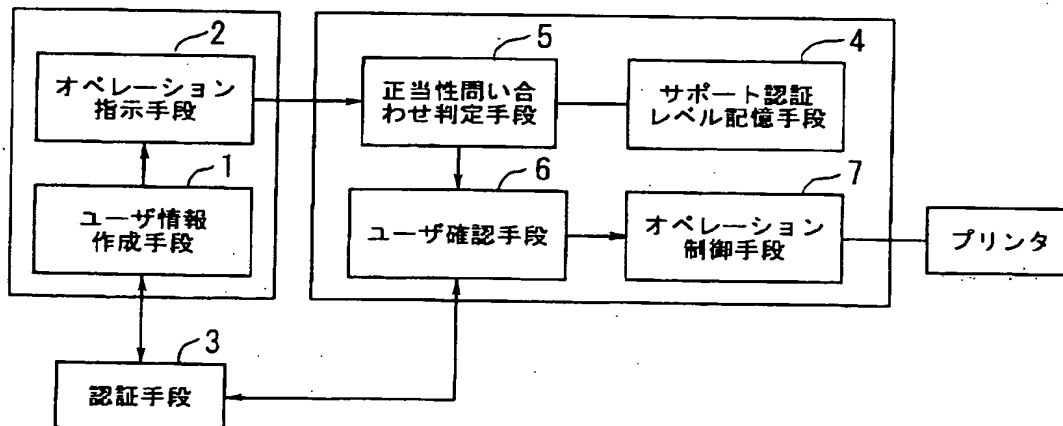 2
オペレーション
指示手段
1
ユーザ情報
作成手段
3
認証手段
5
正当性問い合
わせ判定手段
4
サポート認証
レベル記憶手段
6
ユーザ確認手段
7
オペレーション
制御手段
プリンタ